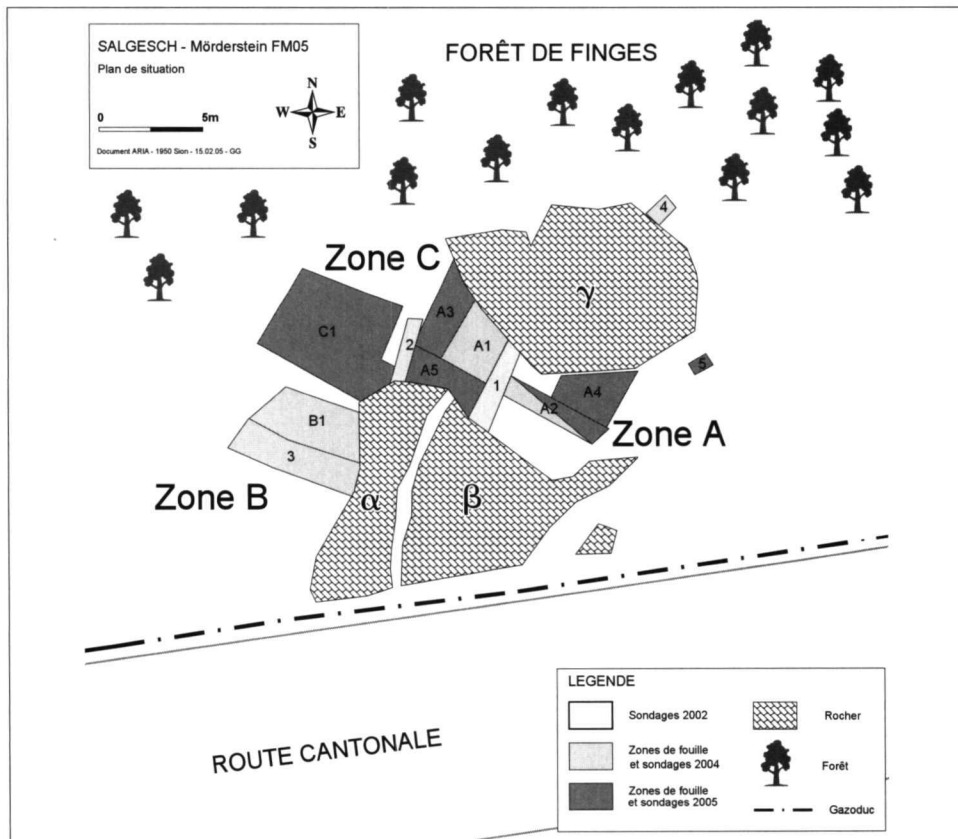 SALGESCH - Mörderstein FM05
Plan de situation
N
W E
S
0 5m
Document ARIA - 1950 Sion - 15.02.05 - GG
FORÊT DE FINGES
4
Zone C
γ
A3
C1
2
A1
A5
1
5
A4
A2
B1
Zone A
3
Zone B
α
β
ROUTE CANTONALE
LEGENDE
Sondages 2002
Rocher
Zones de fouille
et sondages 2004
Forêt
Zones de fouille
et sondages 2005
Gazoduc